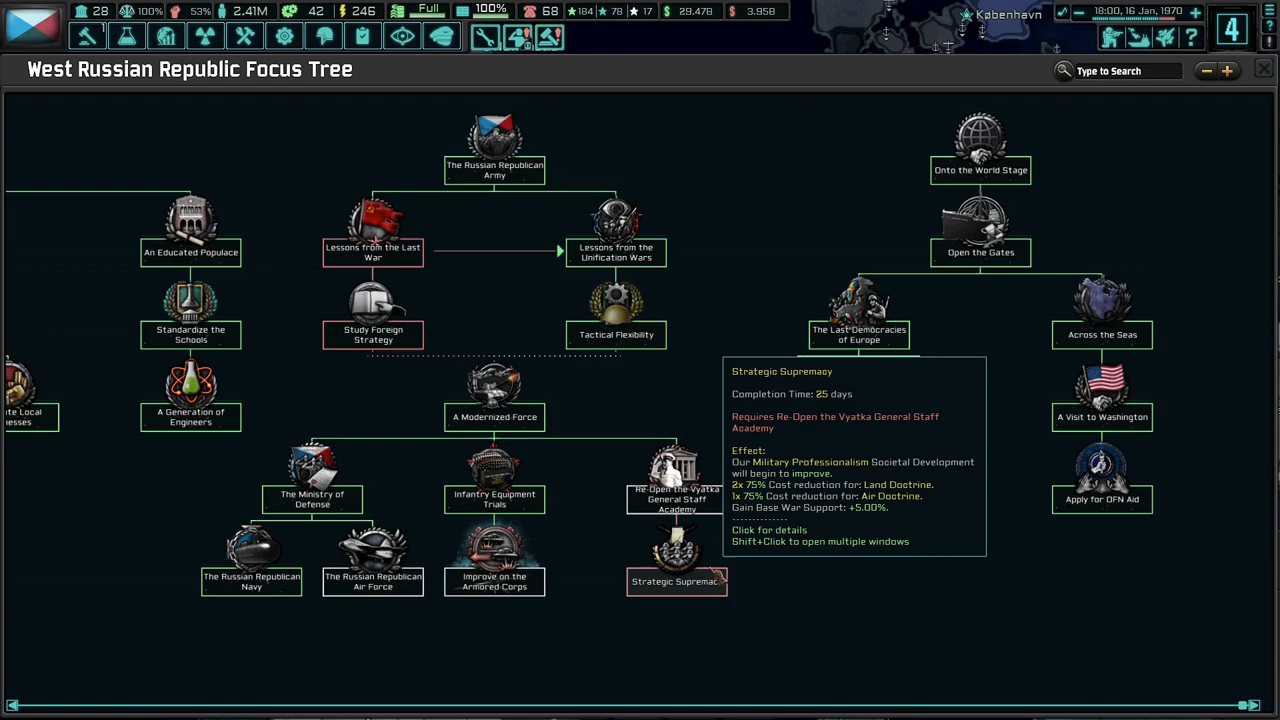 28 100% 53% 2.41M 42 246 Full 100% 68 184 78 17 $ 29.47B $ 3.95B
København
18:00, 16 Jan, 1970
4
West Russian Republic Focus Tree
Type to Search
The Russian Republican
Army
Onto the World Stage
An Educated Populace
Lessons from the Last
War
Lessons from the
Unification Wars
Open the Gates
Standardize the
Schools
Study Foreign
Strategy
Tactical Flexibility
The Last Democracies
of Europe
Across the Seas
A Generation of
Engineers
A Modernized Force
A Visit to Washington
Strategic Supremacy
Completion Time: 25 days
Requires Re-Open the Vyatka General Staff
Academy
Effect:
Our Military Professionalism Societal Development
will begin to improve.
2x 75% Cost reduction for: Land Doctrine.
1x 75% Cost reduction for: Air Doctrine.
Gain Base War Support: +5.00%.
--------------
Click for details
Shift+Click to open multiple windows
The Ministry of
Defense
Infantry Equipment
Trials
Re-Open the Vyatka
General Staff
Academy
Apply for OFN Aid
The Russian Republican
Navy
The Russian Republican
Air Force
Improve on the
Armored Corps
Strategic Supremac